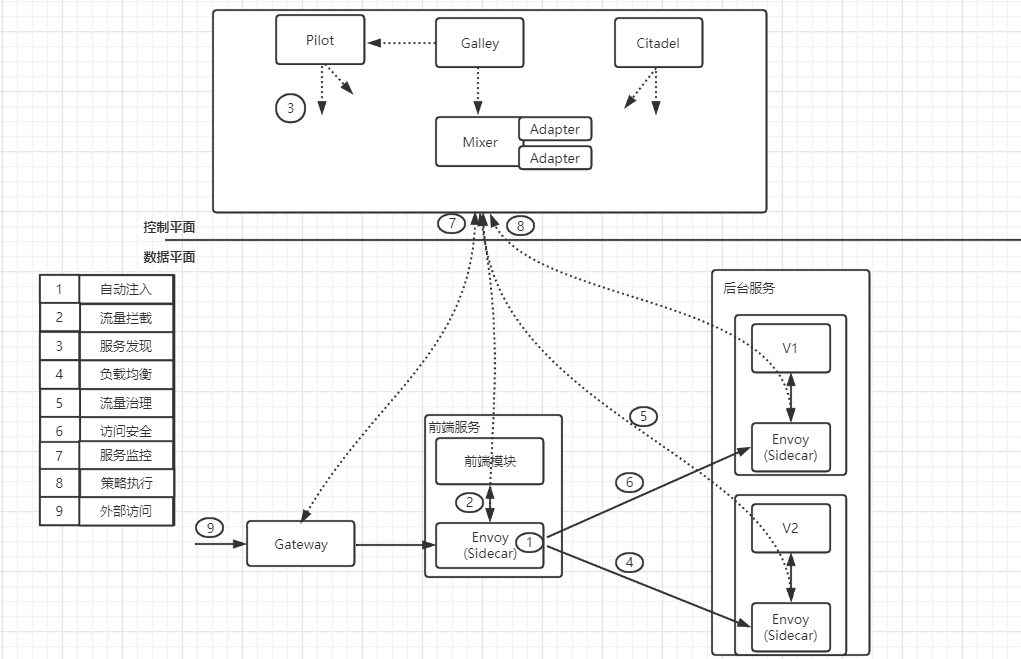 Pilot
Galley
Citadel
3
Mixer
Adapter
Adapter
7
8
控制平面
数据平面
1 自动注入
2 流量拦截
3 服务发现
4 负载均衡
5 流量治理
6 访问安全
7 服务监控
8 策略执行
9 外部访问
后台服务
V1
Envoy
(Sidecar)
5
前端服务
前端模块
6
2
9
Gateway
Envoy
(Sidecar)
1
4
V2
Envoy
(Sidecar)